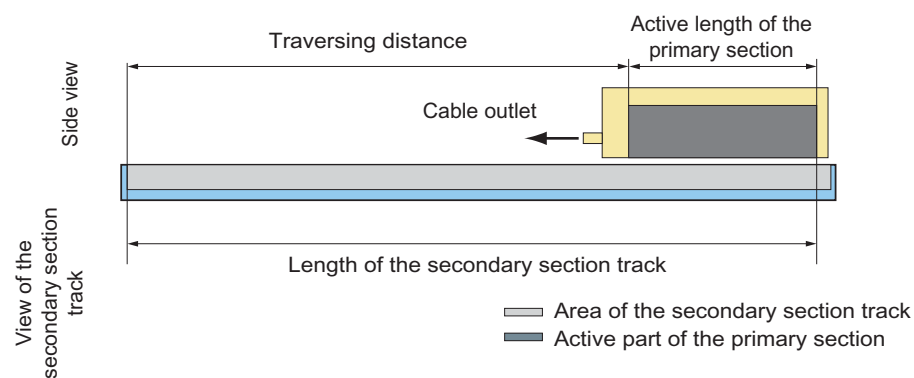 Active length of the
primary section
Traversing distance
Side view
Cable outlet
Length of the secondary section track
View of the
secondary section
track
Area of the secondary section track
Active part of the primary section